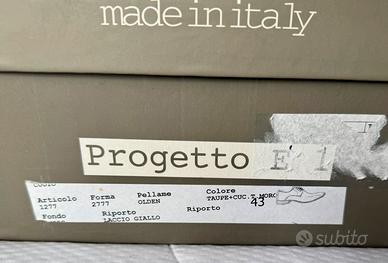 made in italy
Progetto E 1
Articolo Forma Pellame Colore
1277 2777 OLDEN TAUPE+CUC.T.MORO 43
Fondo Riporto Riporto
LACCIO GIALLO
subito